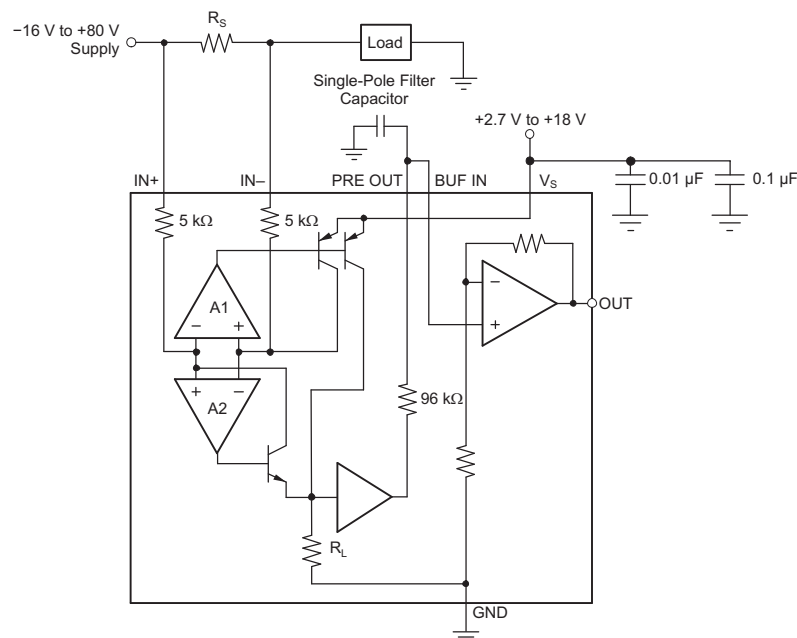 −16 V to +80 V
Supply
R_S
Load
Single-Pole Filter
Capacitor
+2.7 V to +18 V
IN+
IN−
PRE OUT
BUF IN
V_S
0.01 µF
0.1 µF
5 kΩ
5 kΩ
A1
−
+
+
−
A2
−
+
OUT
96 kΩ
R_L
GND